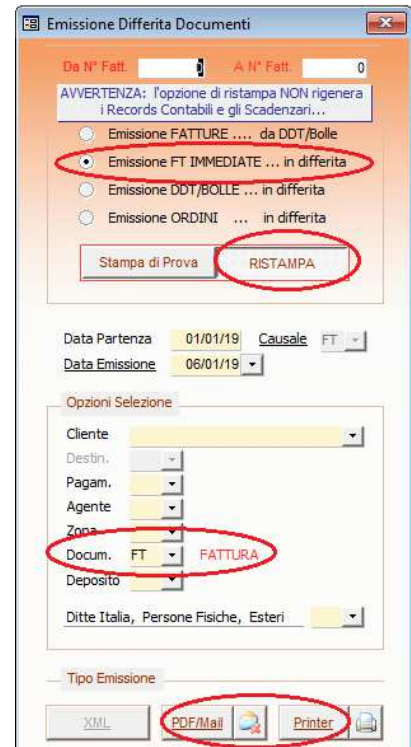 Emissione Differita Documenti
Da N° Fatt. 0 A N° Fatt. 0
AVVERTENZA: l'opzione di ristampa NON rigenera
i Records Contabili e gli Scadenzari...
Emissione FATTURE .... da DDT/Bolle
Emissione FT IMMEDIATE ... in differita
Emissione DDT/BOLLE ... in differita
Emissione ORDINI ... in differita
Stampa di Prova RISTAMPA
Data Partenza 01/01/19 Causale FT
Data Emissione 06/01/19
Opzioni Selezione
Cliente
Destin.
Pagam.
Agente
Zona
Docum. FT FATTURA
Deposito
Ditte Italia, Persone Fisiche, Esteri
Tipo Emissione
XML PDF/Mail Printer